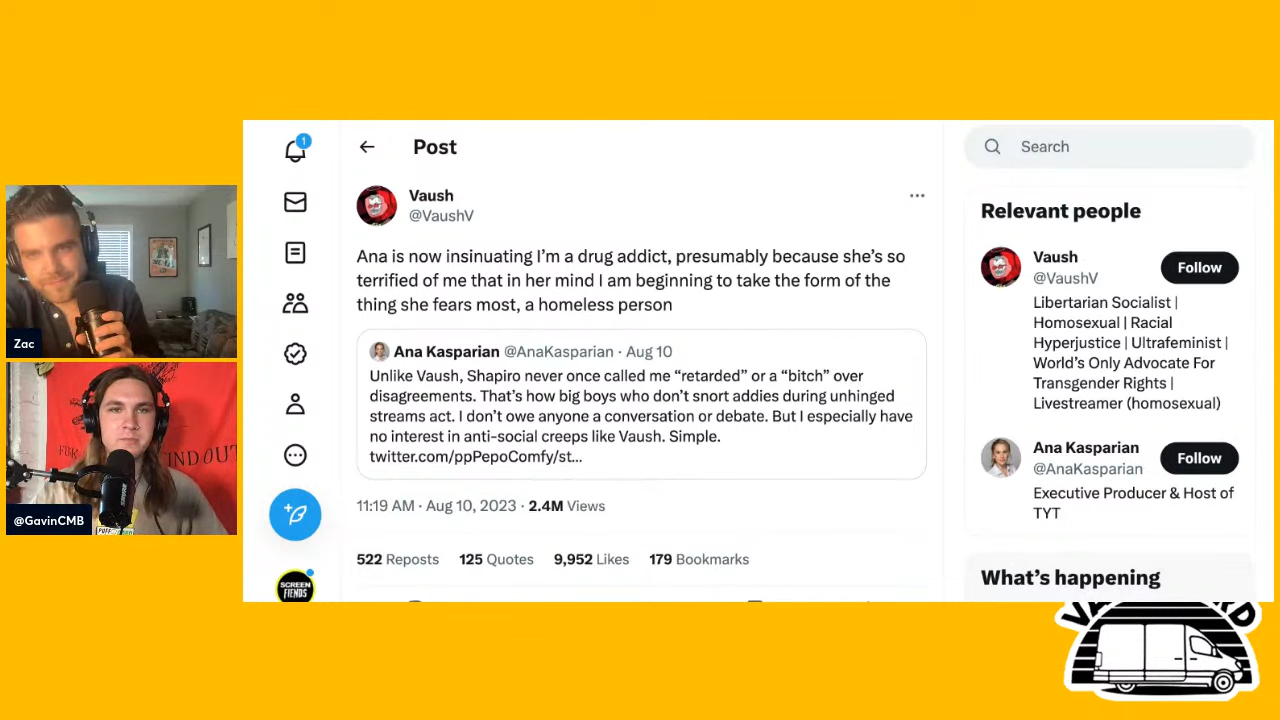 1
Post
Search
Vaush
@VaushV
Ana is now insinuating I'm a drug addict, presumably because she's so
terrified of me that in her mind I am beginning to take the form of the
thing she fears most, a homeless person
Ana Kasparian @AnaKasparian · Aug 10
Unlike Vaush, Shapiro never once called me “retarded” or a “bitch” over
disagreements. That's how big boys who don't snort addies during unhinged
streams act. I don't owe anyone a conversation or debate. But I especially have
no interest in anti-social creeps like Vaush. Simple.
twitter.com/ppPepoComfy/st...
11:19 AM · Aug 10, 2023 · 2.4M Views
522 Reposts 125 Quotes 9,952 Likes 179 Bookmarks
Relevant people
Vaush
@VaushV
Follow
Libertarian Socialist |
Homosexual | Racial
Hyperjustice | Ultrafeminist |
World's Only Advocate For
Transgender Rights |
Livestreamer (homosexual)
Ana Kasparian
@AnaKasparian
Follow
Executive Producer & Host of
TYT
What's happening
SCREEN
FIENDS
Zac
@GavinCMB